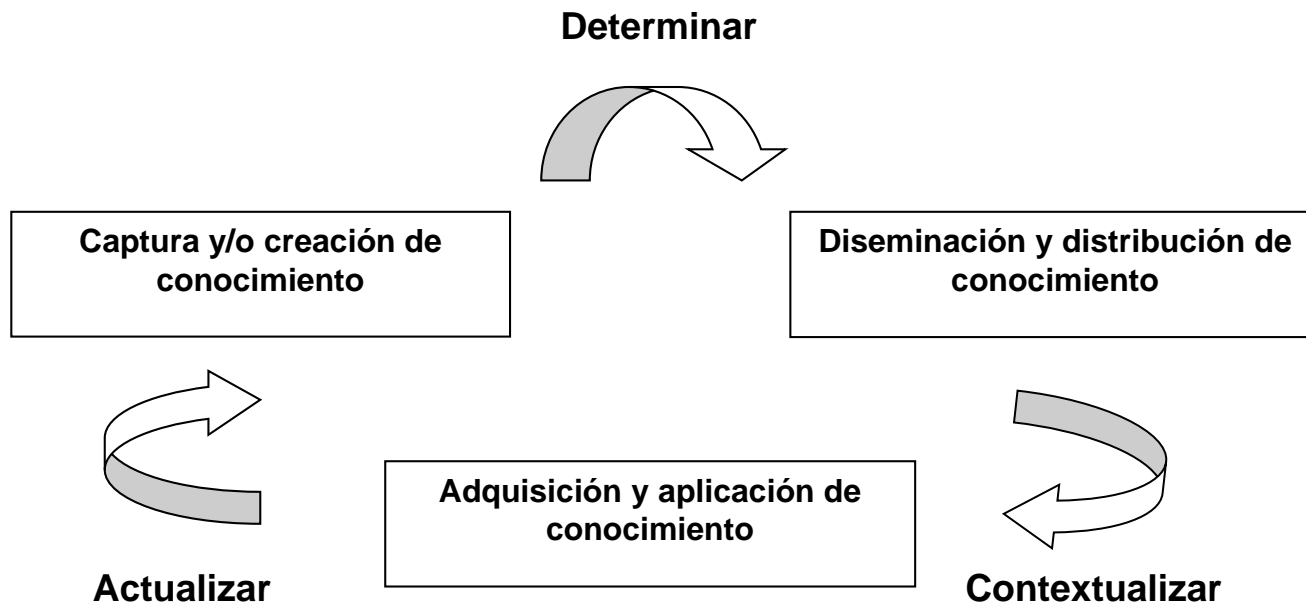 Determinar
Captura y/o creación de
conocimiento
Diseminación y distribución de
conocimiento
Adquisición y aplicación de
conocimiento
Actualizar
Contextualizar